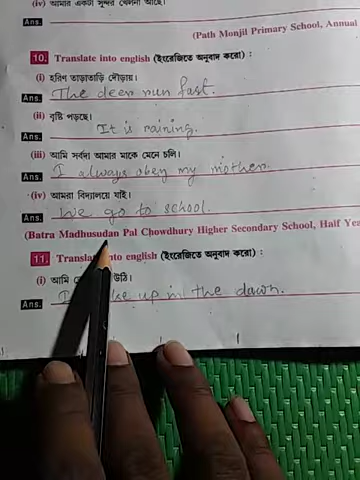 (iv) আমার একটা সুন্দর খেলনা আছে।
(Path Monjil Primary School, Annual
10. Translate into english (ইংরেজিতে অনুবাদ করো) :
(i) হরিণ তাড়াতাড়ি দৌড়ায়।
Ans. The deer run fast.
(ii) বৃষ্টি পড়ছে।
Ans. It is raining.
(iii) আমি সর্বদা আমার মাকে মেনে চলি।
Ans. I always obey my mother.
(iv) আমরা বিদ্যালয়ে যাই।
Ans. We go to school.
(Batra Madhusudan Pal Chowdhury Higher Secondary School, Half Yea
11. Translate into english (ইংরেজিতে অনুবাদ করো) :
(i) আমি উঠি।
Ans. I up in the dawn.